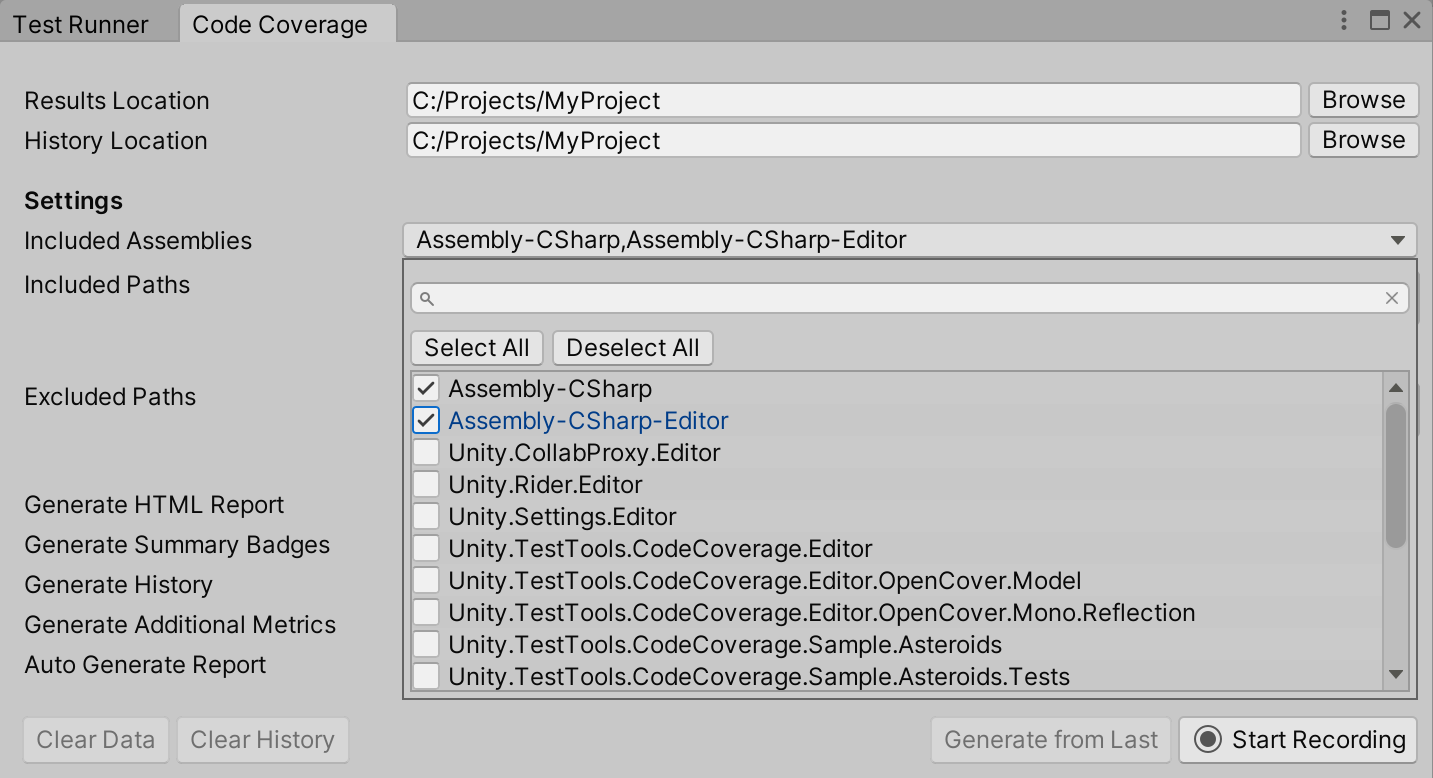 Test Runner Code Coverage
Results Location C:/Projects/MyProject Browse
History Location C:/Projects/MyProject Browse
Settings
Included Assemblies Assembly-CSharp,Assembly-CSharp-Editor
Included Paths
Select All Deselect All
Assembly-CSharp
Excluded Paths
Assembly-CSharp-Editor
Unity.CollabProxy.Editor
Unity.Rider.Editor
Generate HTML Report
Unity.Settings.Editor
Generate Summary Badges
Unity.TestTools.CodeCoverage.Editor
Generate History
Unity.TestTools.CodeCoverage.Editor.OpenCover.Model
Generate Additional Metrics
Unity.TestTools.CodeCoverage.Editor.OpenCover.Mono.Reflection
Unity.TestTools.CodeCoverage.Sample.Asteroids
Auto Generate Report
Unity.TestTools.CodeCoverage.Sample.Asteroids.Tests
Clear Data Clear History Generate from Last Start Recording